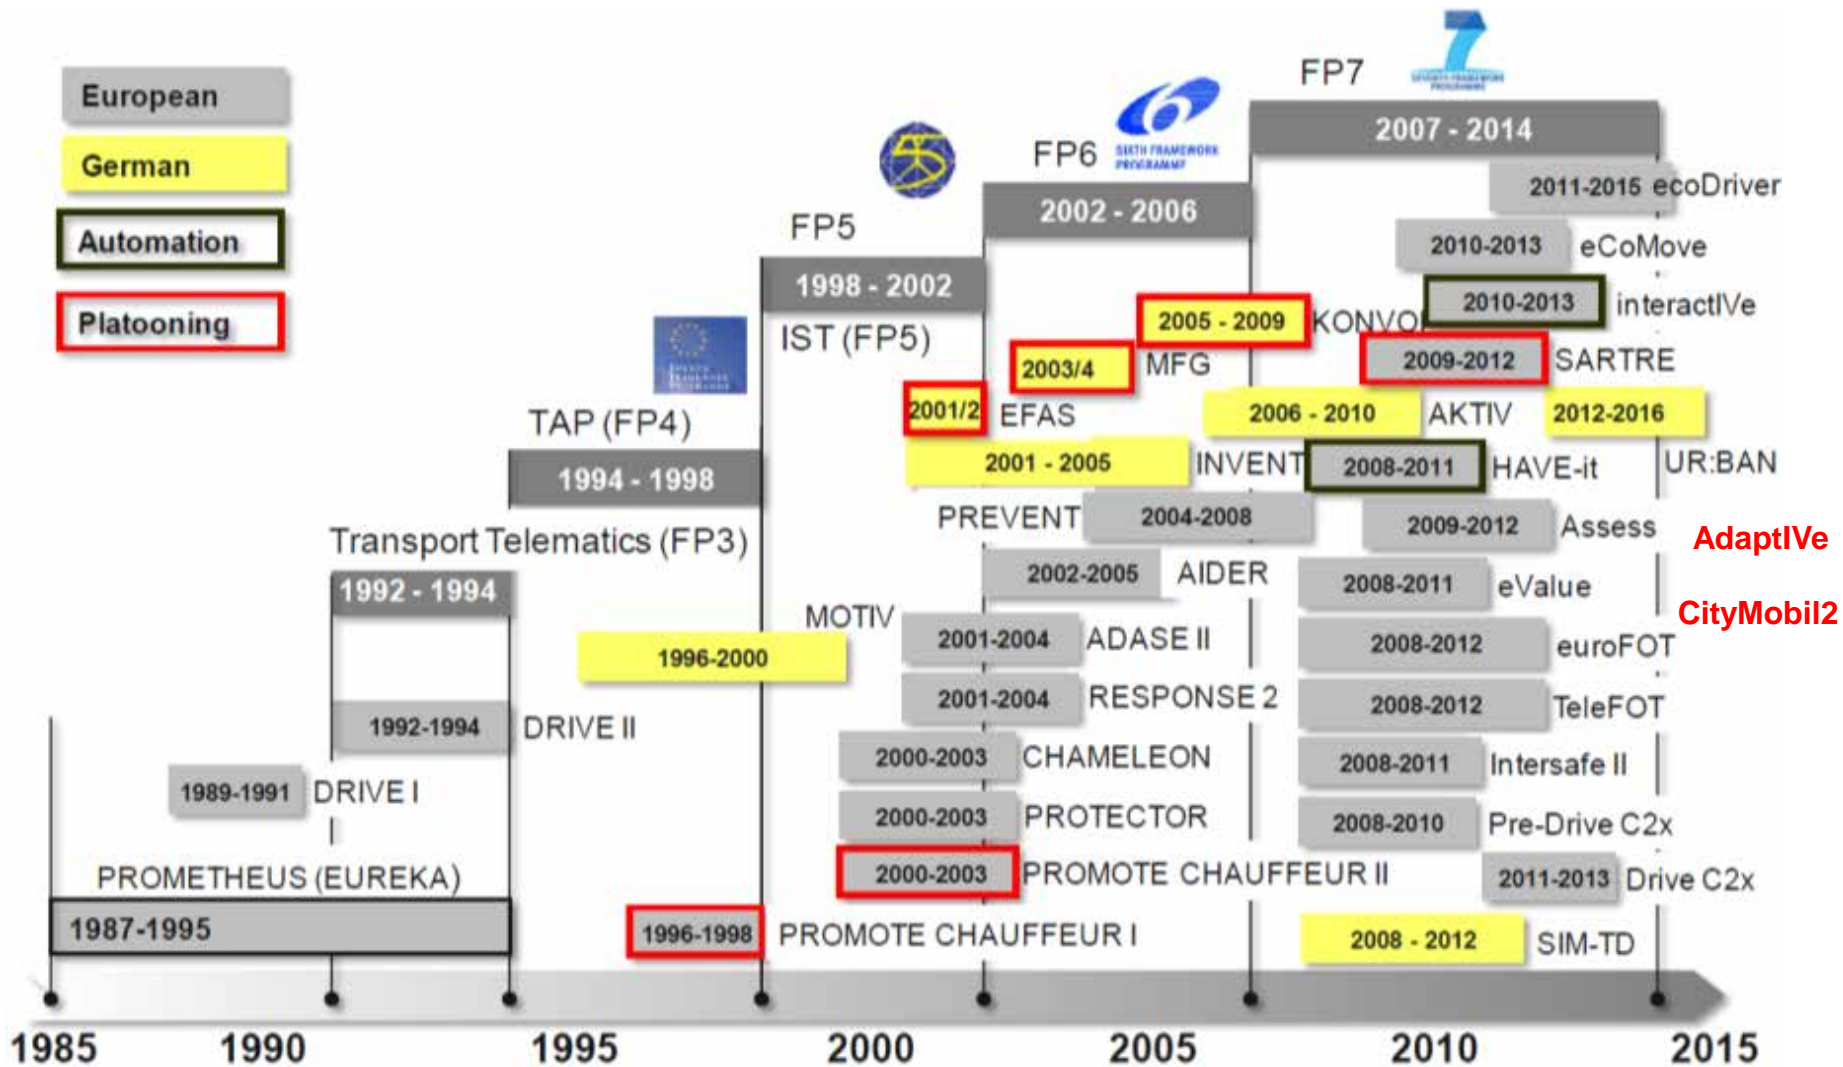 European
German
Automation
Platooning
FP7
SEVENTH FRAMEWORK
PROGRAMME
2007 - 2014
FP6
SIXTH FRAMEWORK
PROGRAMME
2002 - 2006
FP5
1998 - 2002
IST (FP5)
TAP (FP4)
1994 - 1998
Transport Telematics (FP3)
1992 - 1994
2011-2015 ecoDriver
2010-2013 eCoMove
2010-2013 interactIVe
2005 - 2009 KONVOI
2009-2012 SARTRE
2003/4 MFG
2001/2 EFAS
2006 - 2010 AKTIV
2012-2016
UR:BAN
2001 - 2005 INVENT
2008-2011 HAVE-it
PREVENT 2004-2008
2009-2012 Assess
AdaptIVe
2002-2005 AIDER
2008-2011 eValue
CityMobil2
MOTIV
1996-2000
2001-2004 ADASE II
2008-2012 euroFOT
2001-2004 RESPONSE 2
2008-2012 TeleFOT
1992-1994 DRIVE II
2000-2003 CHAMELEON
2008-2011 Intersafe II
1989-1991 DRIVE I
2000-2003 PROTECTOR
2008-2010 Pre-Drive C2x
PROMETHEUS (EUREKA)
1987-1995
2000-2003 PROMOTE CHAUFFEUR II
2011-2013 Drive C2x
1996-1998 PROMOTE CHAUFFEUR I
2008 - 2012 SIM-TD
1985 1990 1995 2000 2005 2010 2015